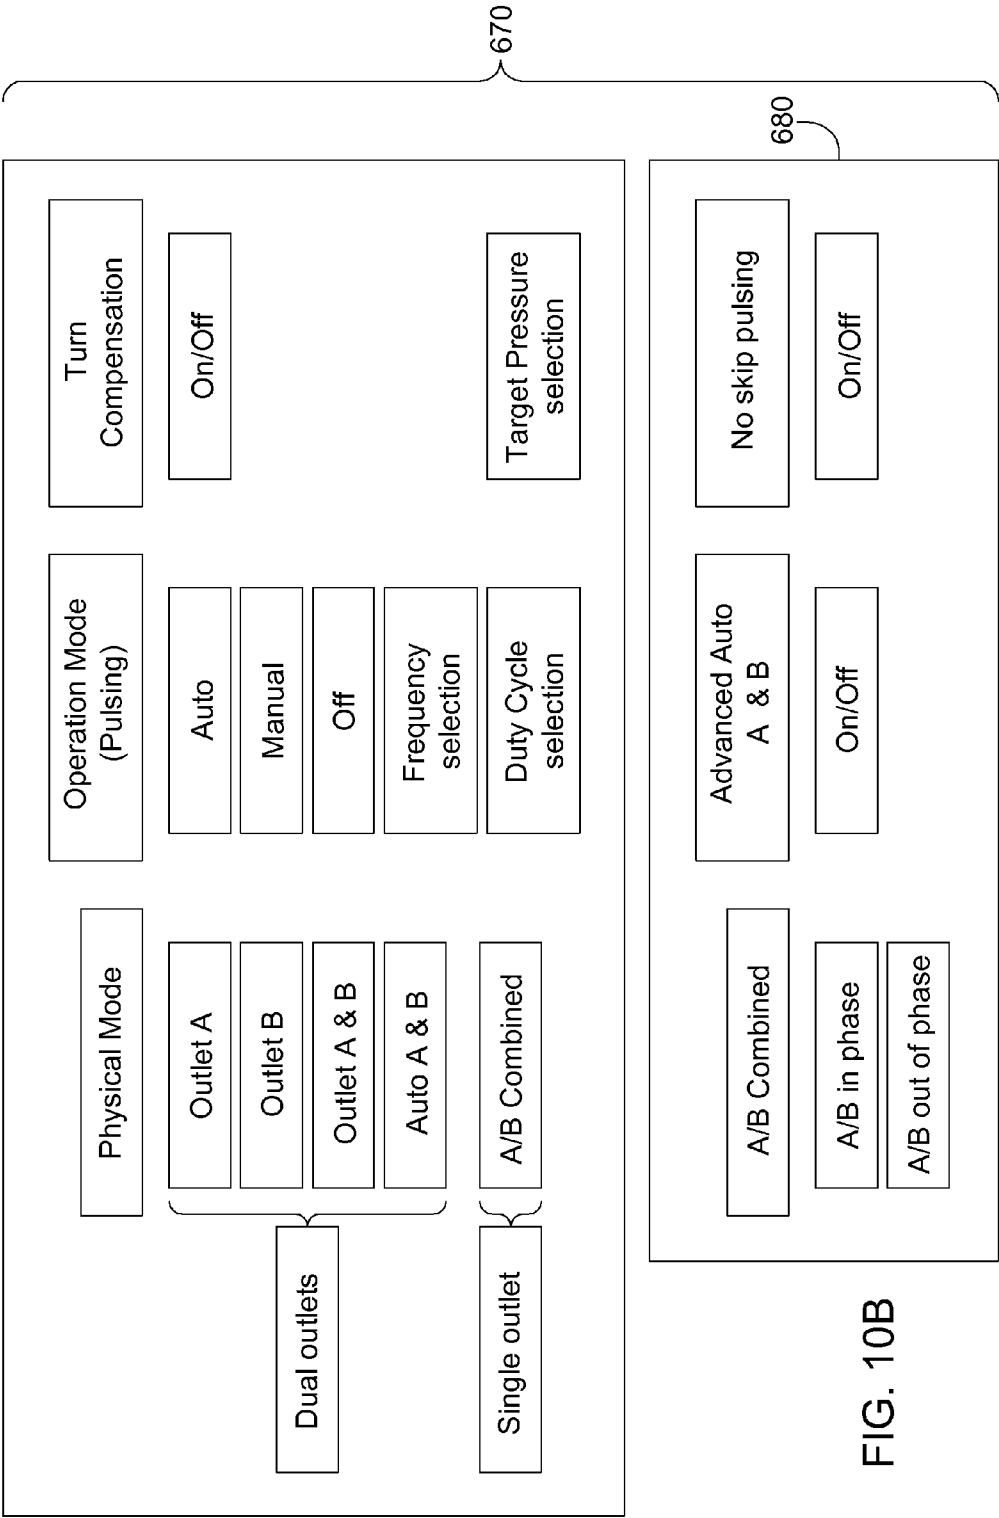 670
Physical Mode
Operation Mode
(Pulsing)
Turn
Compensation
Dual outlets
Outlet A
Outlet B
Outlet A & B
Auto A & B
Single outlet
A/B Combined
Auto
Manual
Off
Frequency
selection
Duty Cycle
selection
On/Off
Target Pressure
selection
680
A/B Combined
A/B in phase
A/B out of phase
Advanced Auto
A & B
On/Off
No skip pulsing
On/Off
FIG. 10B